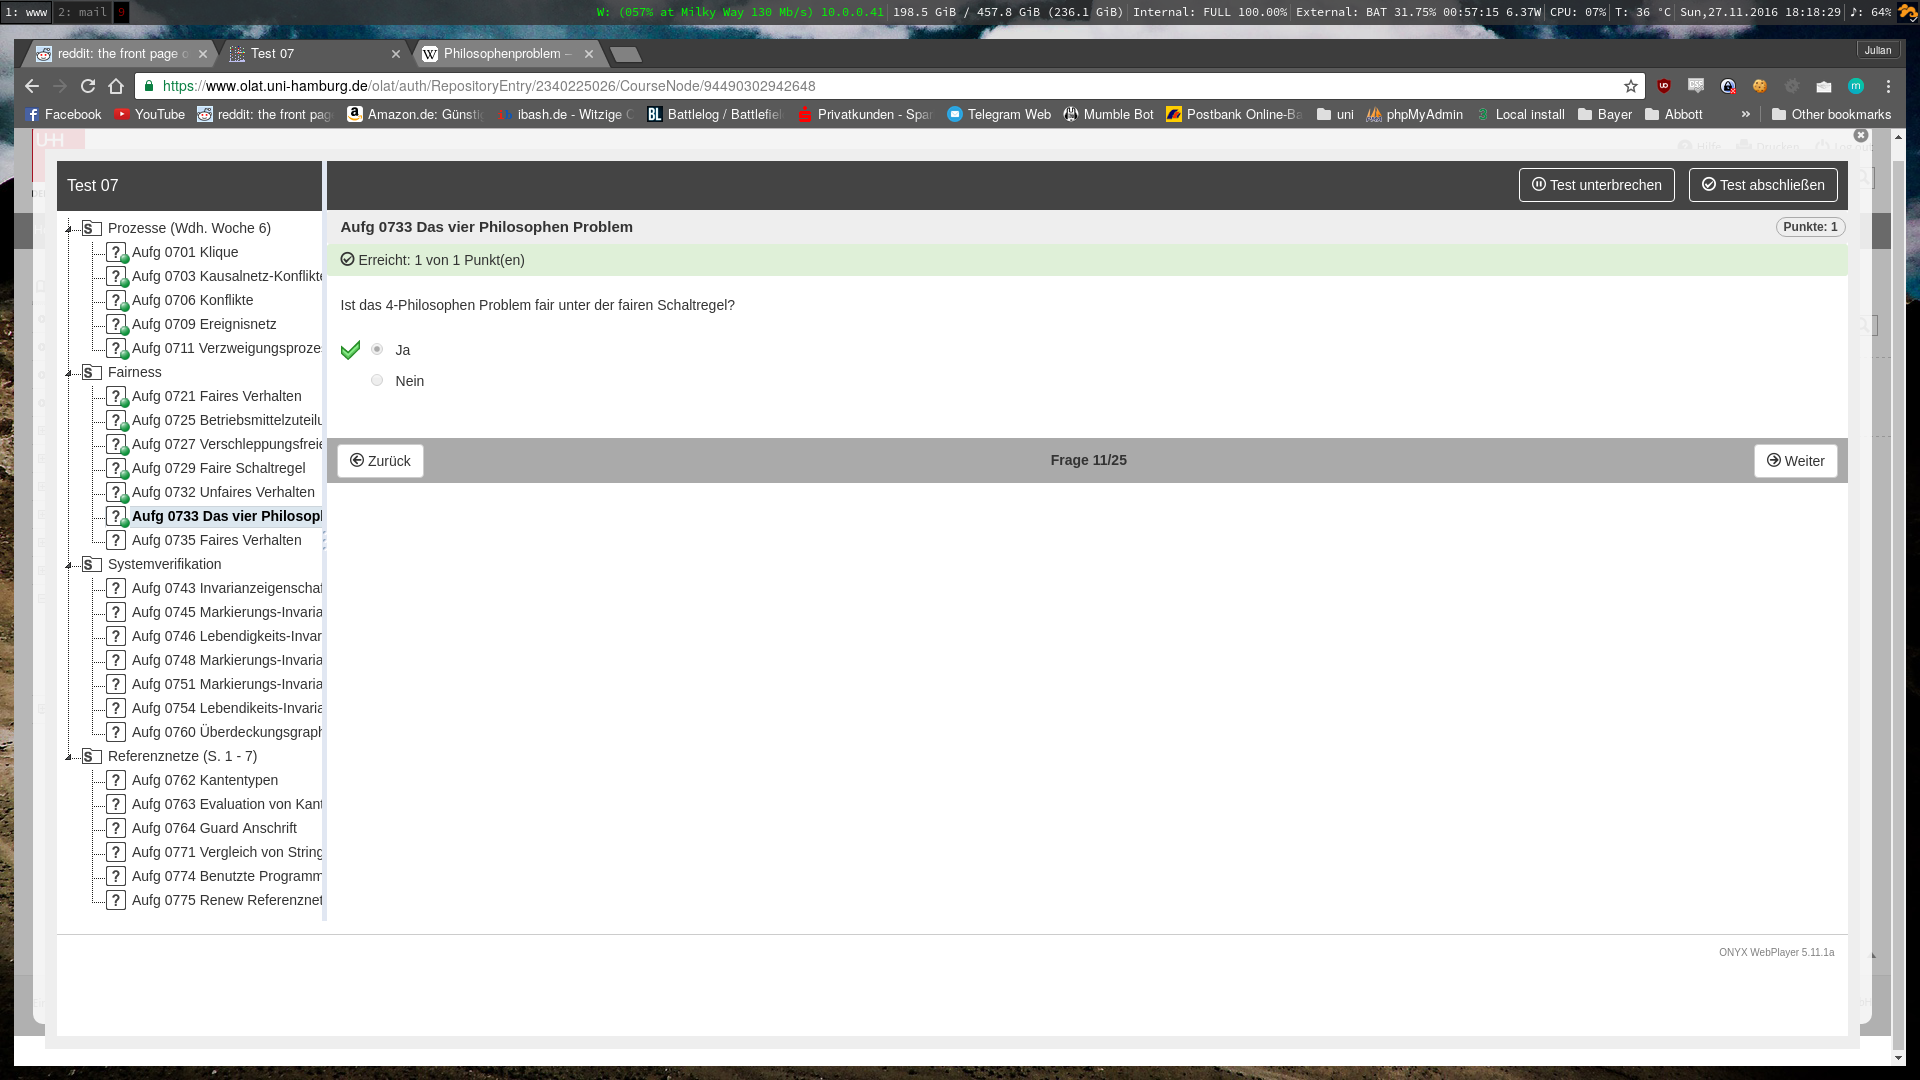 1: www 2: mail 9
W: (057% at Milky Way 130 Mb/s) 10.0.0.41 198.5 GiB / 457.8 GiB (236.1 GiB) Internal: FULL 100.00% External: BAT 31.75% 00:57:15 6.37W CPU: 07% T: 36 °C Sun,27.11.2016 18:18:29 ♪: 64%
reddit: the front page o
Test 07
W Philosophenproblem –
Julian
https://www.olat.uni-hamburg.de/olat/auth/RepositoryEntry/2340225026/CourseNode/94490302942648
Facebook YouTube reddit: the front pag Amazon.de: Günsti ibash.de - Witzige BL Battlelog / Battlefiel Privatkunden - Spar Telegram Web Mumble Bot Postbank Online-Ba uni phpMyAdmin Local install Bayer Abbott » Other bookmarks
Test 07
Test unterbrechen
Test abschließen
Prozesse (Wdh. Woche 6)
Aufg 0701 Klique
Aufg 0703 Kausalnetz-Konflikte
Aufg 0706 Konflikte
Aufg 0709 Ereignisnetz
Aufg 0711 Verzweigungsproze
Fairness
Aufg 0721 Faires Verhalten
Aufg 0725 Betriebsmittelzuteilu
Aufg 0727 Verschleppungsfreie
Aufg 0729 Faire Schaltregel
Aufg 0732 Unfaires Verhalten
Aufg 0733 Das vier Philosoph
Aufg 0735 Faires Verhalten
Systemverifikation
Aufg 0743 Invarianzeigenschaf
Aufg 0745 Markierungs-Invaria
Aufg 0746 Lebendigkeits-Invar
Aufg 0748 Markierungs-Invaria
Aufg 0751 Markierungs-Invaria
Aufg 0754 Lebendikeits-Invaria
Aufg 0760 Überdeckungsgraph
Referenznetze (S. 1 - 7)
Aufg 0762 Kantentypen
Aufg 0763 Evaluation von Kant
Aufg 0764 Guard Anschrift
Aufg 0771 Vergleich von String
Aufg 0774 Benutzte Programm
Aufg 0775 Renew Referenznet
Aufg 0733 Das vier Philosophen Problem
Punkte: 1
Erreicht: 1 von 1 Punkt(en)
Ist das 4-Philosophen Problem fair unter der fairen Schaltregel?
Ja
Nein
Zurück
Frage 11/25
Weiter
ONYX WebPlayer 5.11.1a